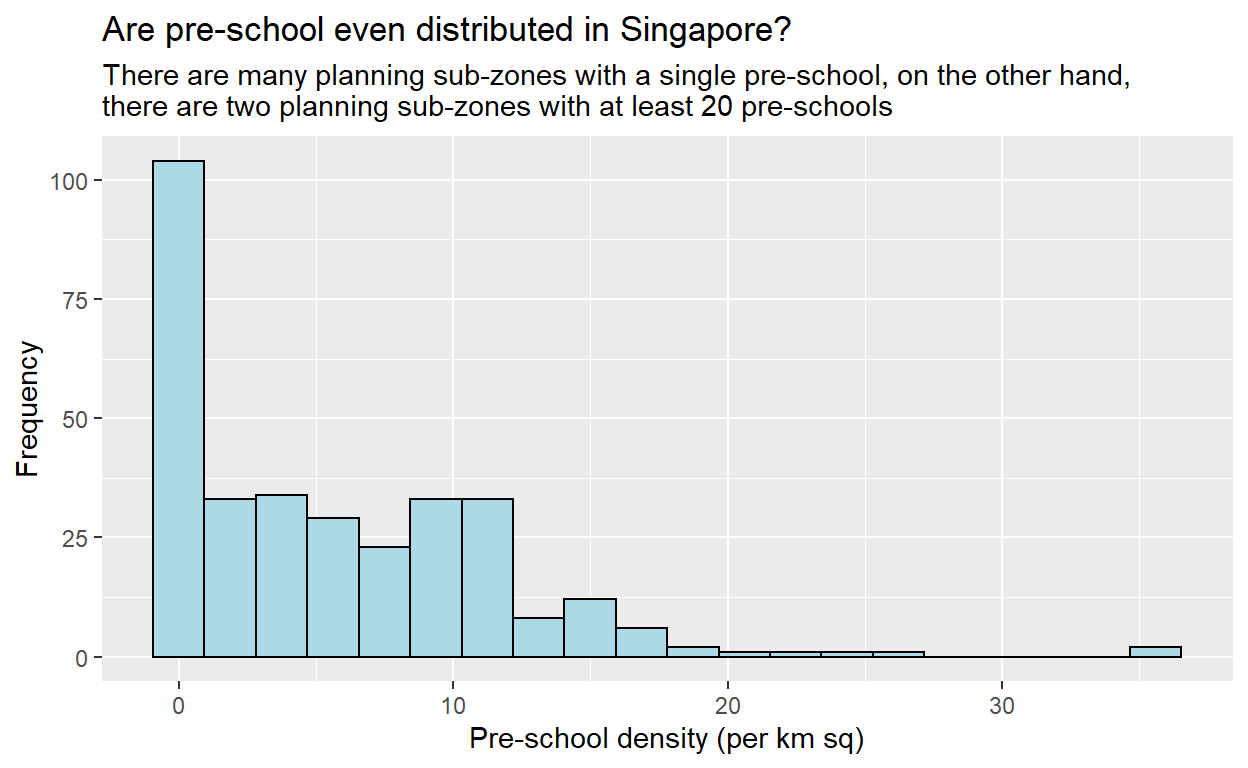 Are pre-school even distributed in Singapore?
There are many planning sub-zones with a single pre-school, on the other hand,
there are two planning sub-zones with at least 20 pre-schools
100
75
50
25
0
Frequency
0 10 20 30
Pre-school density (per km sq)